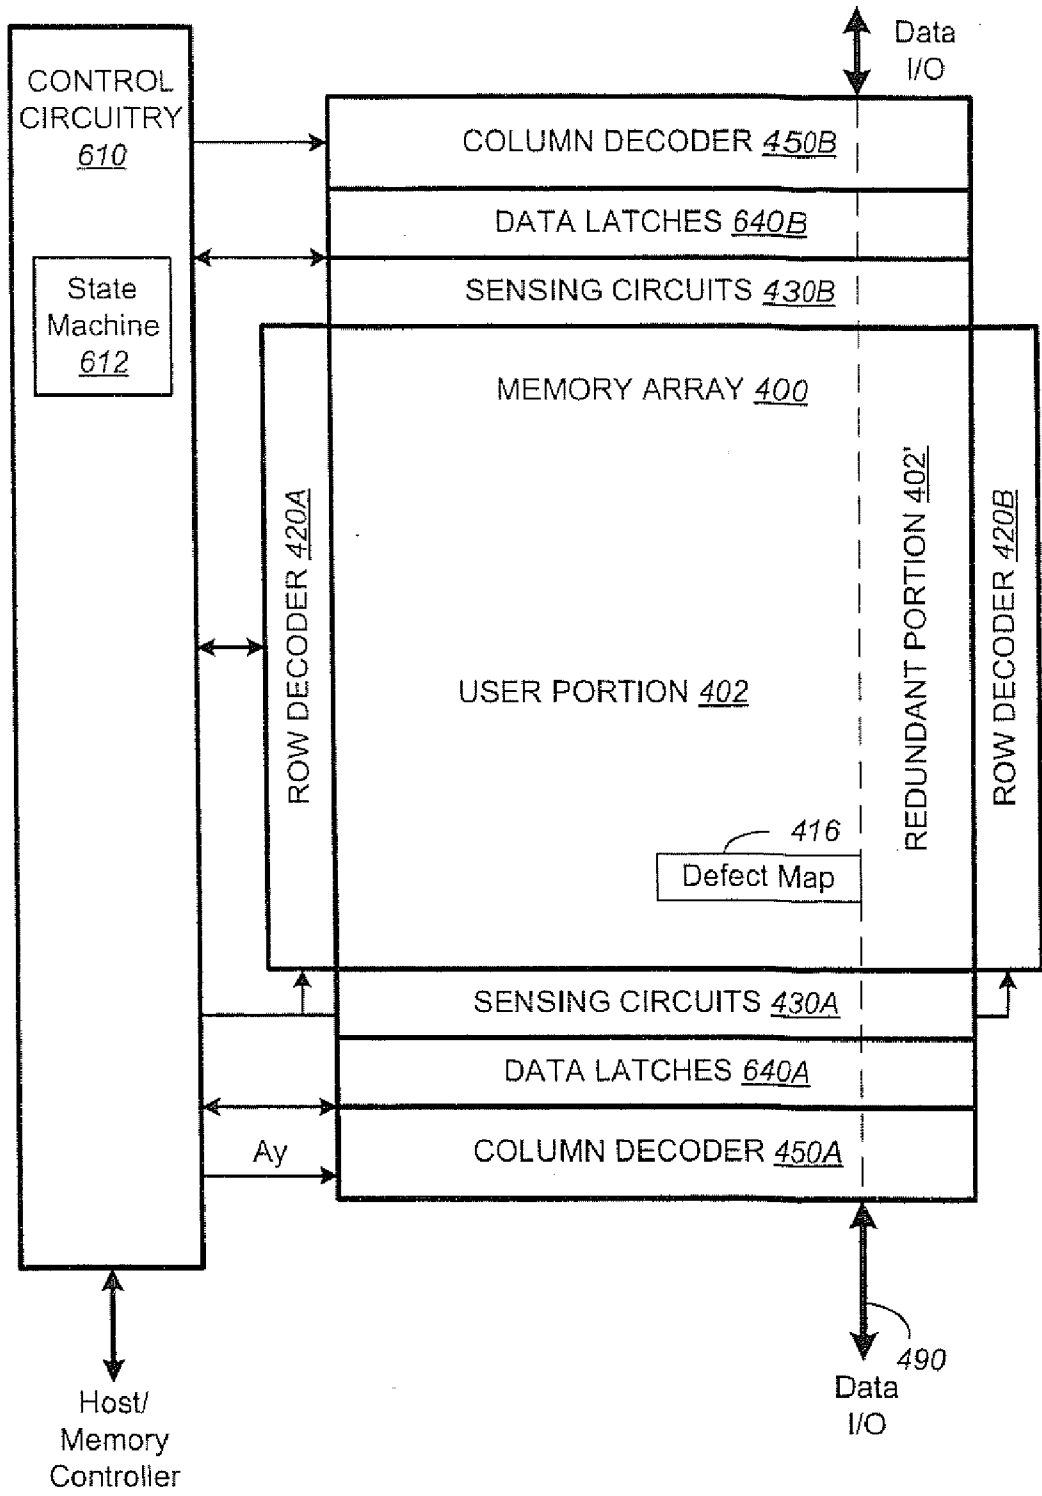 CONTROL
CIRCUITRY
610
State
Machine
612
Data
I/O
COLUMN DECODER 450B
DATA LATCHES 640B
SENSING CIRCUITS 430B
MEMORY ARRAY 400
ROW DECODER 420A
USER PORTION 402
REDUNDANT PORTION 402'
ROW DECODER 420B
416
Defect Map
SENSING CIRCUITS 430A
DATA LATCHES 640A
Ay
COLUMN DECODER 450A
490
Data
I/O
Host/
Memory
Controller